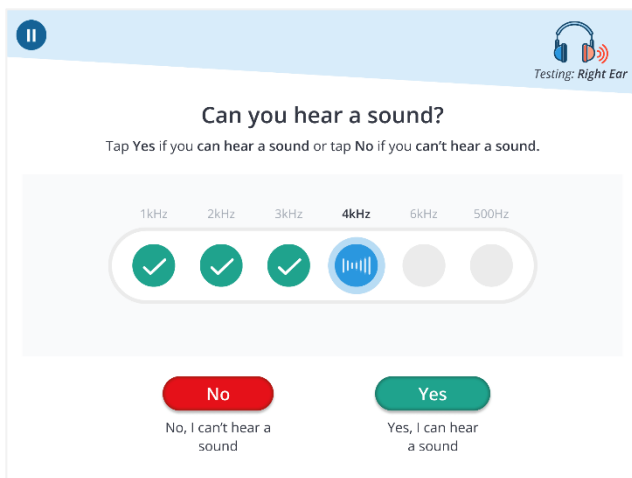 Testing: Right Ear
Can you hear a sound?
Tap Yes if you can hear a sound or tap No if you can’t hear a sound.
1kHz 2kHz 3kHz 4kHz 6kHz 500Hz
No Yes
No, I can’t hear a Yes, I can hear
sound a sound